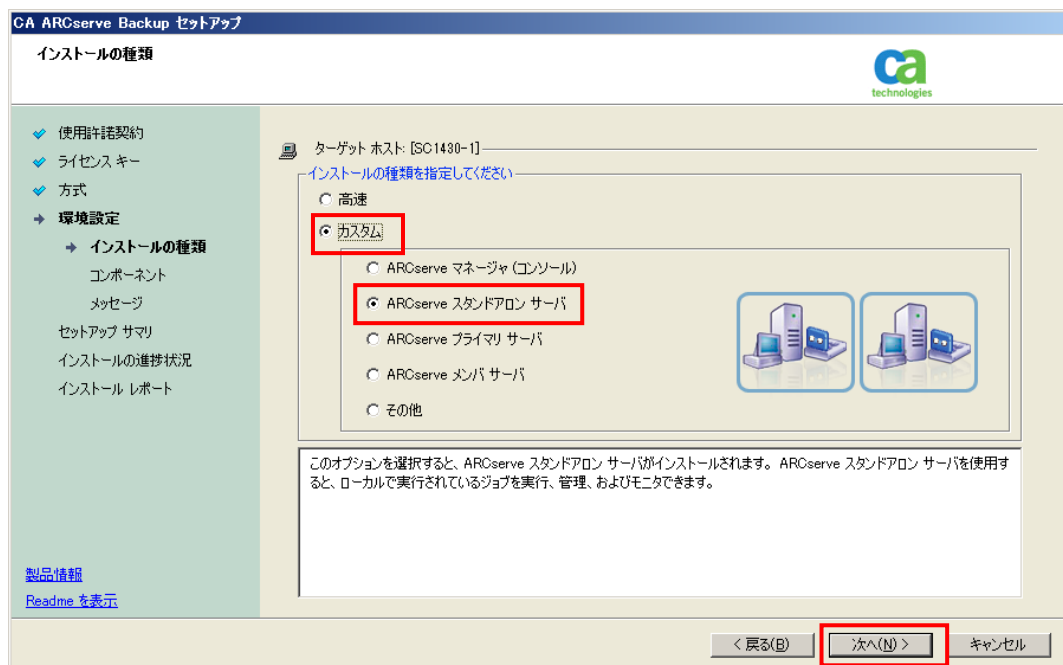 CA ARCserve Backup セットアップ
インストールの種類
ca
technologies
使用許諾契約
ライセンス キー
方式
環境設定
インストールの種類
コンポーネント
メッセージ
セットアップ サマリ
インストールの進捗状況
インストール レポート
製品情報
Readme を表示
ターゲット ホスト: [SC1430-1]
インストールの種類を指定してください
高速
カスタム
ARCserve マネージャ (コンソール)
ARCserve スタンドアロン サーバ
ARCserve プライマリ サーバ
ARCserve メンバ サーバ
その他
このオプションを選択すると、ARCserve スタンドアロン サーバがインストールされます。 ARCserve スタンドアロン サーバを使用す
ると、ローカルで実行されているジョブを実行、管理、およびモニタできます。
< 戻る(B)
次へ(N) >
キャンセル